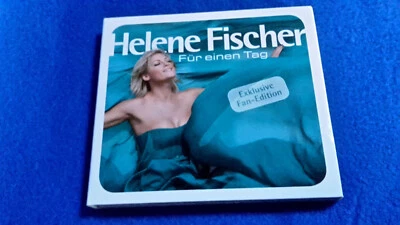 Helene Fischer
Für einen Tag
Exklusive
Fan-Edition